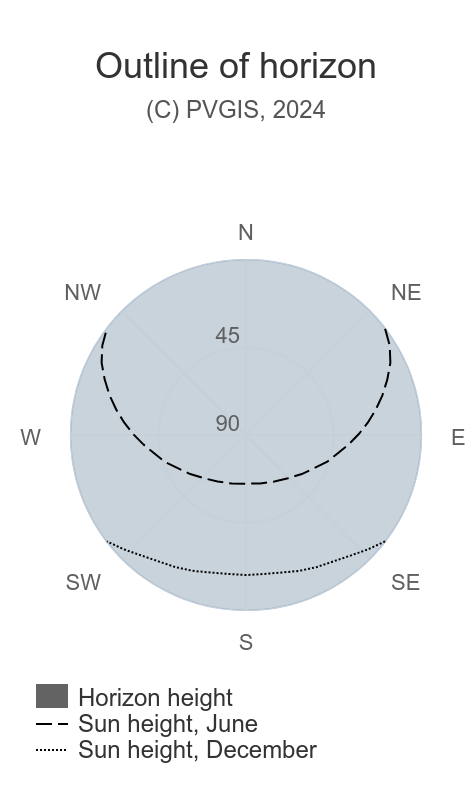 Outline of horizon
(C) PVGIS, 2024
N
NW
NE
45
90
W
E
SW
SE
S
Horizon height
Sun height, June
Sun height, December